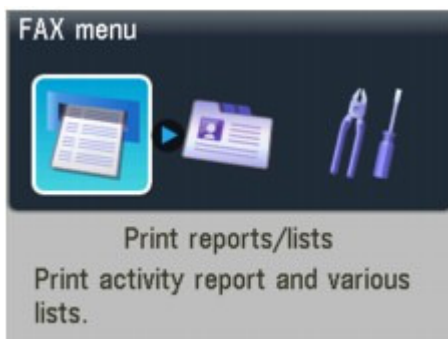 FAX menu
Print reports/lists
Print activity report and various
lists.